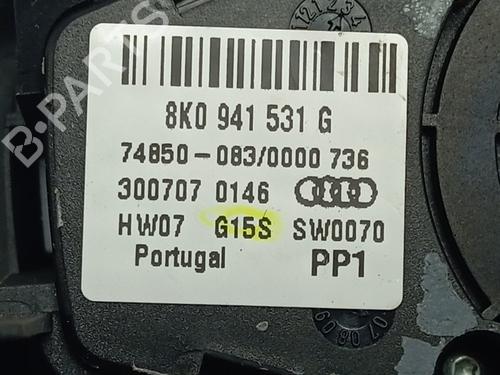 B-PARTS
8K0 941 531 G
74850-083/0000 736
300707 0146
HW07 G15S SW0070
Portugal PP1